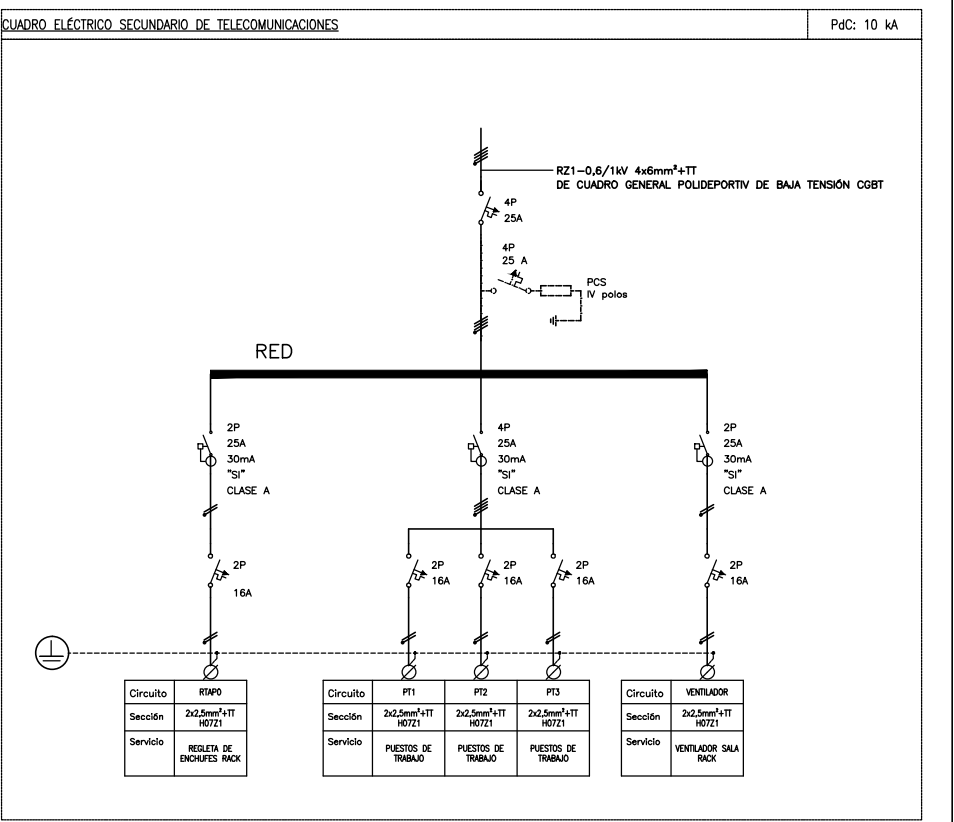 CUADRO ELÉCTRICO SECUNDARIO DE TELECOMUNICACIONES
PdC: 10 kA
RZ1-0,6/1kV 4x6mm²+TT
DE CUADRO GENERAL POLIDEPORTIV DE BAJA TENSIÓN CGBT
4P
25A
4P
25 A
PCS
IV polos
RED
2P
25A
30mA
"SI"
CLASE A
4P
25A
30mA
"SI"
CLASE A
2P
25A
30mA
"SI"
CLASE A
2P
16A
2P
16A
2P
16A
2P
16A
2P
16A
Circuito RTAPO
Sección 2x2,5mm²+TT
H07Z1
Servicio REGLETA DE
ENCHUFES RACK
Circuito PT1 PT2 PT3
Sección 2x2,5mm²+TT 2x2,5mm²+TT 2x2,5mm²+TT
H07Z1 H07Z1 H07Z1
Servicio PUESTOS DE PUESTOS DE PUESTOS DE
TRABAJO TRABAJO TRABAJO
Circuito VENTILADOR
Sección 2x2,5mm²+TT
H07Z1
Servicio VENTILADOR SALA
RACK